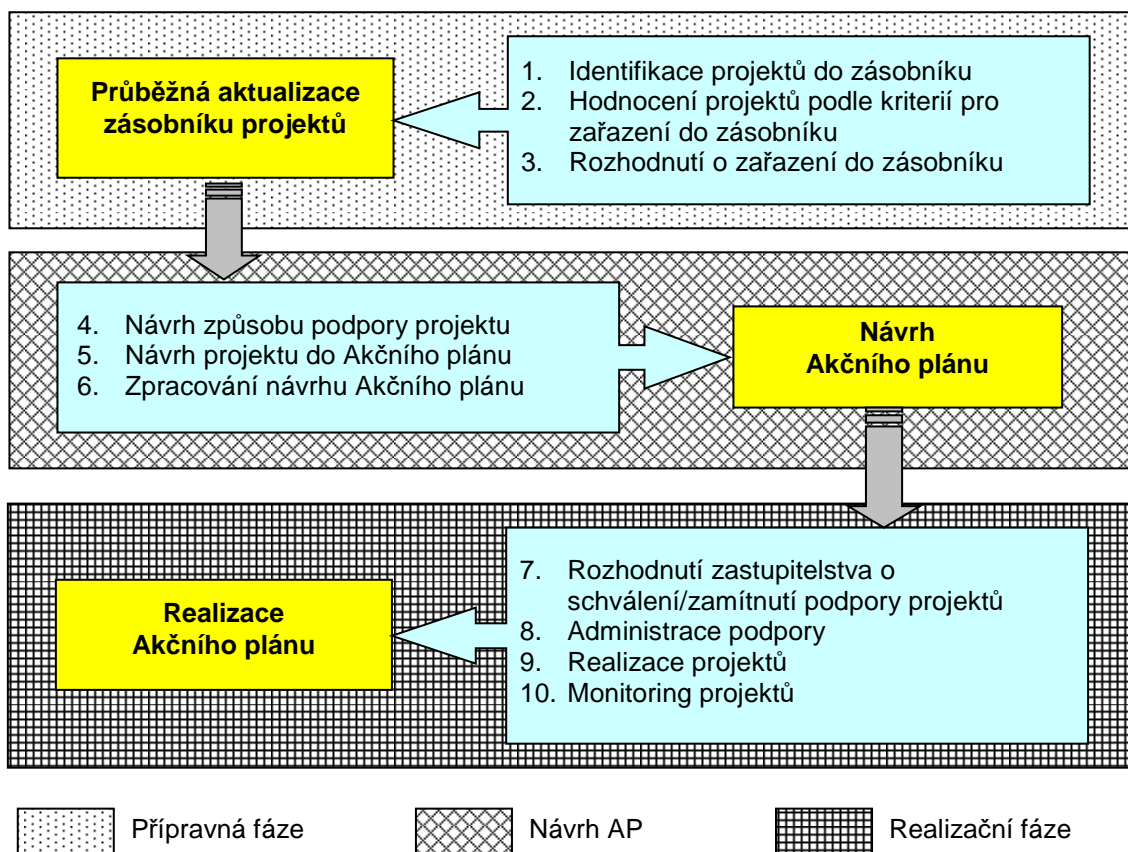 Průběžná aktualizace
zásobníku projektů
1. Identifikace projektů do zásobníku
2. Hodnocení projektů podle kriterií pro
zařazení do zásobníku
3. Rozhodnutí o zařazení do zásobníku
4. Návrh způsobu podpory projektu
5. Návrh projektu do Akčního plánu
6. Zpracování návrhu Akčního plánu
Návrh
Akčního plánu
Realizace
Akčního plánu
7. Rozhodnutí zastupitelstva o
schválení/zamítnutí podpory projektů
8. Administrace podpory
9. Realizace projektů
10. Monitoring projektů
Přípravná fáze
Návrh AP
Realizační fáze